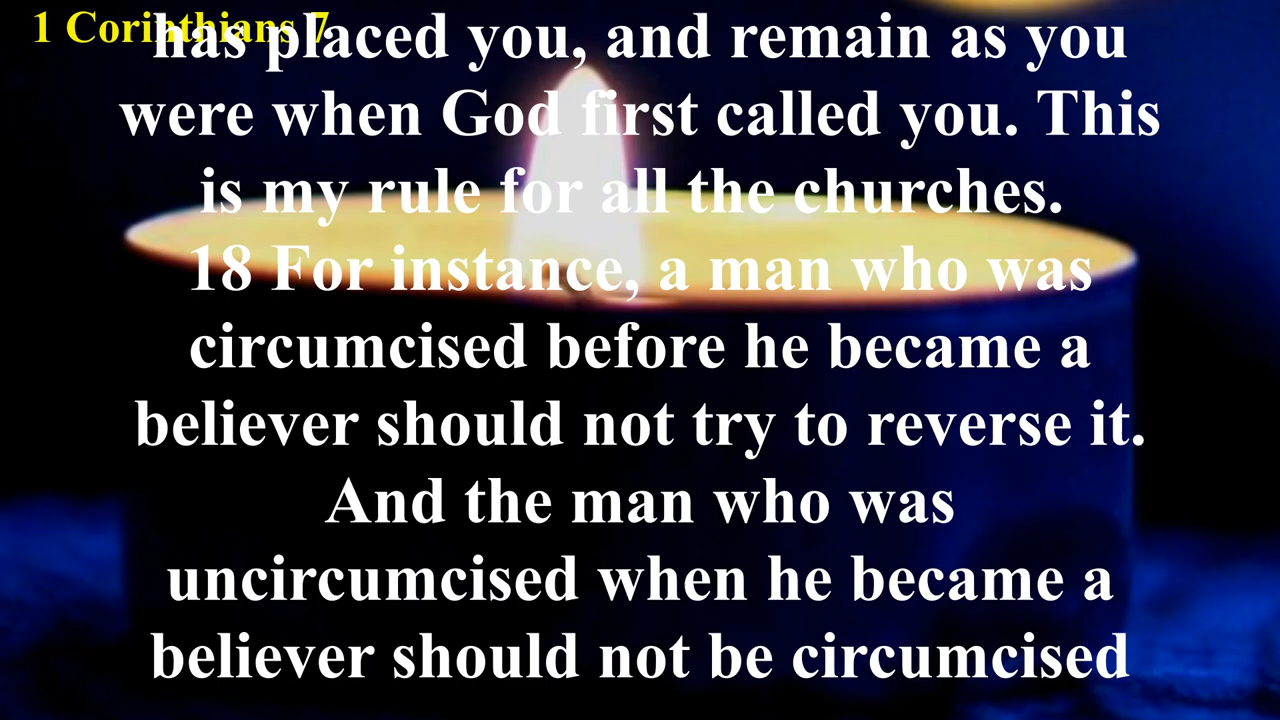 1 Corinthians 7
has placed you, and remain as you
were when God first called you. This
is my rule for all the churches.
18 For instance, a man who was
circumcised before he became a
believer should not try to reverse it.
And the man who was
uncircumcised when he became a
believer should not be circumcised